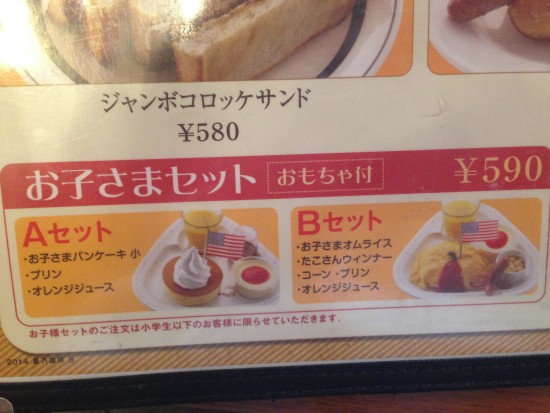 ジャンボコロッケサンド
¥580
お子さまセット おもちゃ付 ¥590
Aセット
・お子さまパンケーキ 小
・プリン
・オレンジジュース
Bセット
・お子さまオムライス
・たこさんウィンナー
・コーン・プリン
・オレンジジュース
お子様セットのご注文は小学生以下のお客様に限らせていただきます。
2014